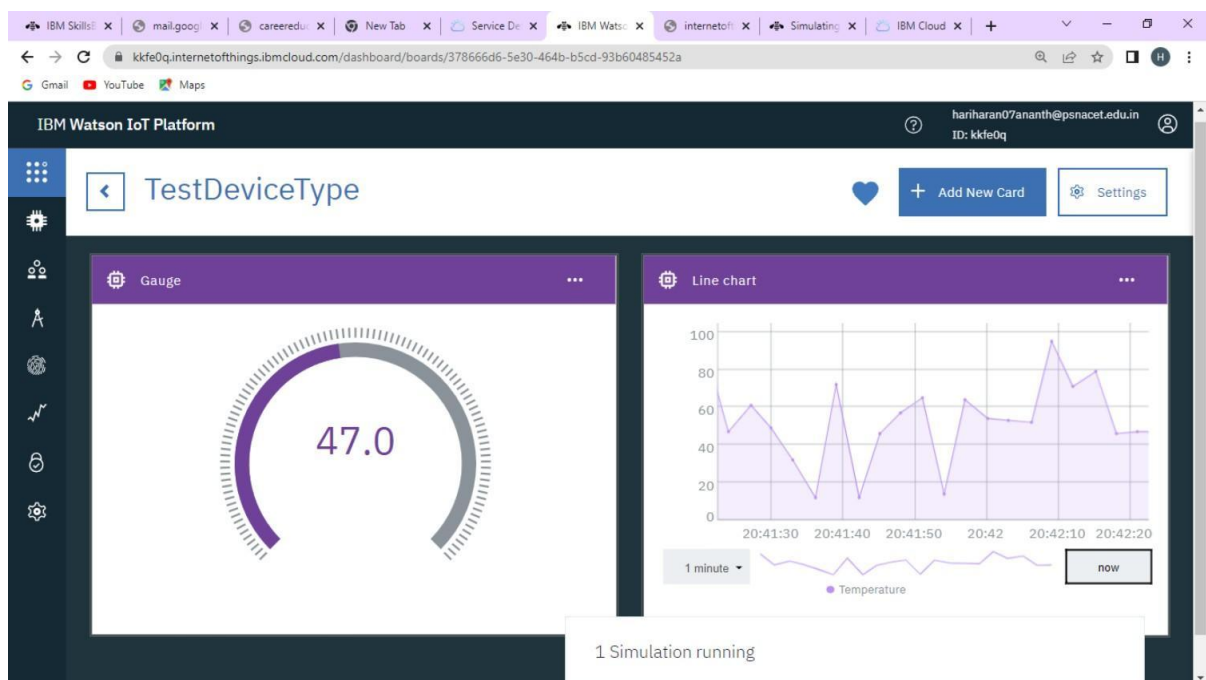 IBM SkillsB
mail.googl
careereduc
New Tab
Service De
IBM Watso
internetoft
Simulating
IBM Cloud
kkfe0q.internetofthings.ibmcloud.com/dashboard/boards/378666d6-5e30-464b-b5cd-93b60485452a
H
Gmail
YouTube
Maps
IBM Watson IoT Platform
hariharan07ananth@psnacet.edu.in
ID: kkfe0q
TestDeviceType
+ Add New Card
Settings
Gauge
47.0
Line chart
100
80
60
40
20
0
20:41:30 20:41:40 20:41:50 20:42 20:42:10 20:42:20
1 minute
now
Temperature
1 Simulation running